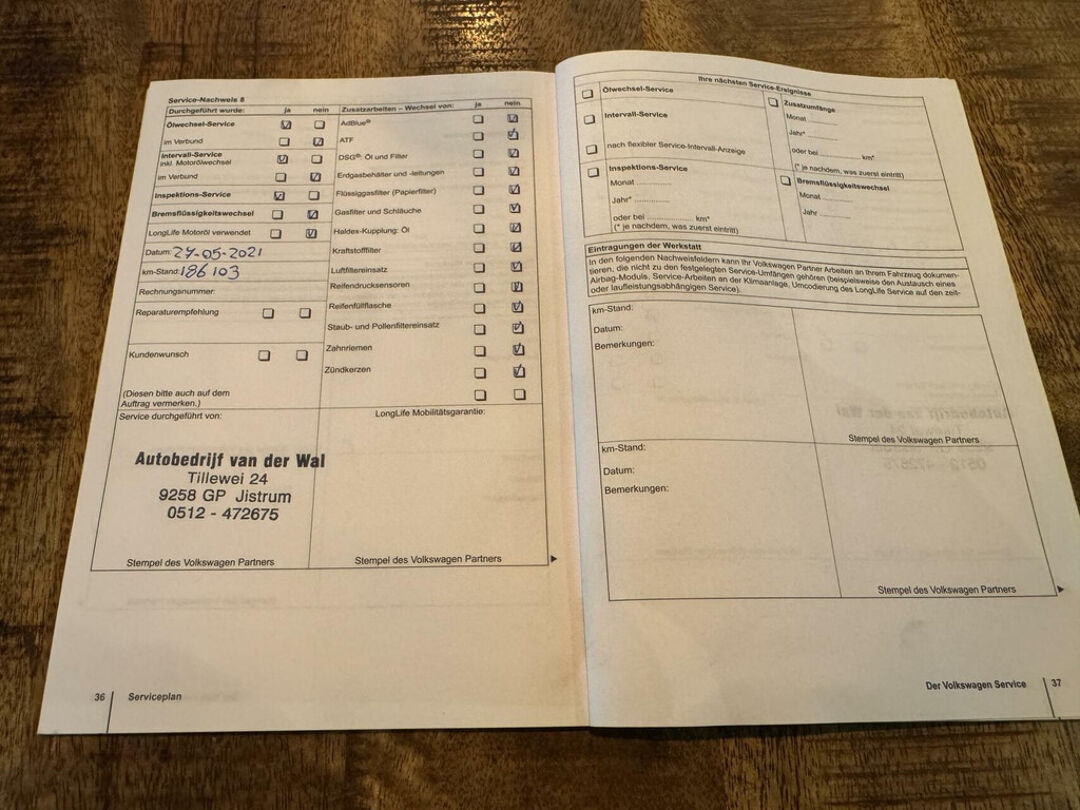 Service-Nachweis 8
Durchgeführt wurde: ja nein
Ölwechsel-Service
im Verbund
Intervall-Service
inkl. Motorölwechsel
im Verbund
Inspektions-Service
Bremsflüssigkeitswechsel
LongLife Motoröl verwendet
Datum: 27-05-2021
km-Stand: 186103
Rechnungsnummer:
Reparaturempfehlung
Kundenwunsch
(Diesen bitte auch auf dem
Auftrag vermerken.)
Zusatzarbeiten – Wechsel von: ja nein
AdBlue®
ATF
DSG®: Öl und Filter
Erdgasbehälter und -leitungen
Flüssiggasfilter (Papierfilter)
Gasfilter und Schläuche
Haldex-Kupplung: Öl
Kraftstofffilter
Luftfiltereinsatz
Reifendrucksensoren
Reifenfüllflasche
Staub- und Pollenfiltereinsatz
Zahnriemen
Zündkerzen
Service durchgeführt von:
Autobedrijf van der Wal
Tillewei 24
9258 GP Jistrum
0512 - 472675
Stempel des Volkswagen Partners
LongLife Mobilitätsgarantie:
Stempel des Volkswagen Partners
36 Serviceplan
Ihre nächsten Service-Ereignisse
Ölwechsel-Service
Intervall-Service
nach flexibler Service-Intervall-Anzeige
Inspektions-Service
Monat ............
Jahr* ............
oder bei ................ km*
(* je nachdem, was zuerst eintritt)
Zusatzumfänge
Monat ............
Jahr* ............
oder bei ................ km*
(* je nachdem, was zuerst eintritt)
Bremsflüssigkeitswechsel
Monat ............
Jahr ............
Eintragungen der Werkstatt
In den folgenden Nachweisfeldern kann Ihr Volkswagen Partner Arbeiten an Ihrem Fahrzeug dokumen-
tieren, die nicht zu den festgelegten Service-Umfängen gehören (beispielsweise den Austausch eines
Airbag-Moduls, Service-Arbeiten an der Klimaanlage, Umcodierung des LongLife Service auf den zeit-
oder laufleistungsabhängigen Service).
km-Stand:
Datum:
Bemerkungen:
Stempel des Volkswagen Partners
km-Stand:
Datum:
Bemerkungen:
Stempel des Volkswagen Partners
Der Volkswagen Service 37